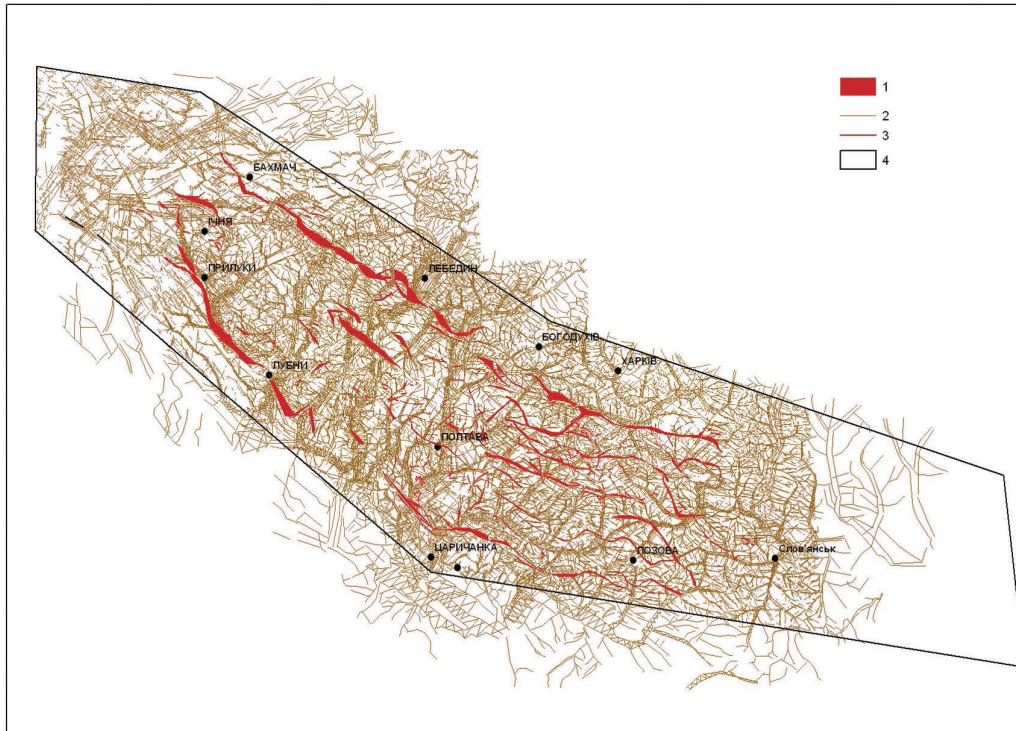 1
2
3
4
БАХМАЧ
ІЧНЯ
ПРИЛУКИ
ЛЕБЕДИН
БОГОДУХІВ
ХАРКІВ
ЛУБНИ
ПОЛТАВА
ЦАРИЧАНКА
ЛОЗОВА
Слов'янськ